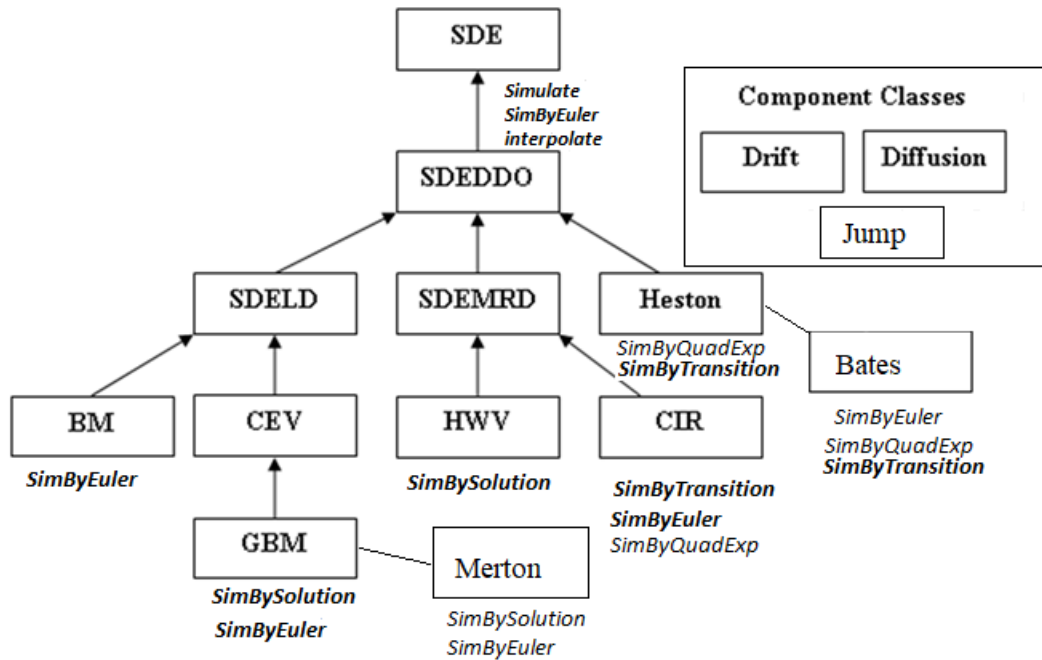 SDE
Simulate
SimByEuler
interpolate
Component Classes
Drift
Diffusion
Jump
SDEDDO
SDELD
SDEMRD
Heston
SimByQuadExp
SimByTransition
Bates
SimByEuler
SimByQuadExp
SimByTransition
BM
SimByEuler
CEV
HWV
SimBySolution
CIR
SimByTransition
SimByEuler
SimByQuadExp
GBM
SimBySolution
SimByEuler
Merton
SimBySolution
SimByEuler